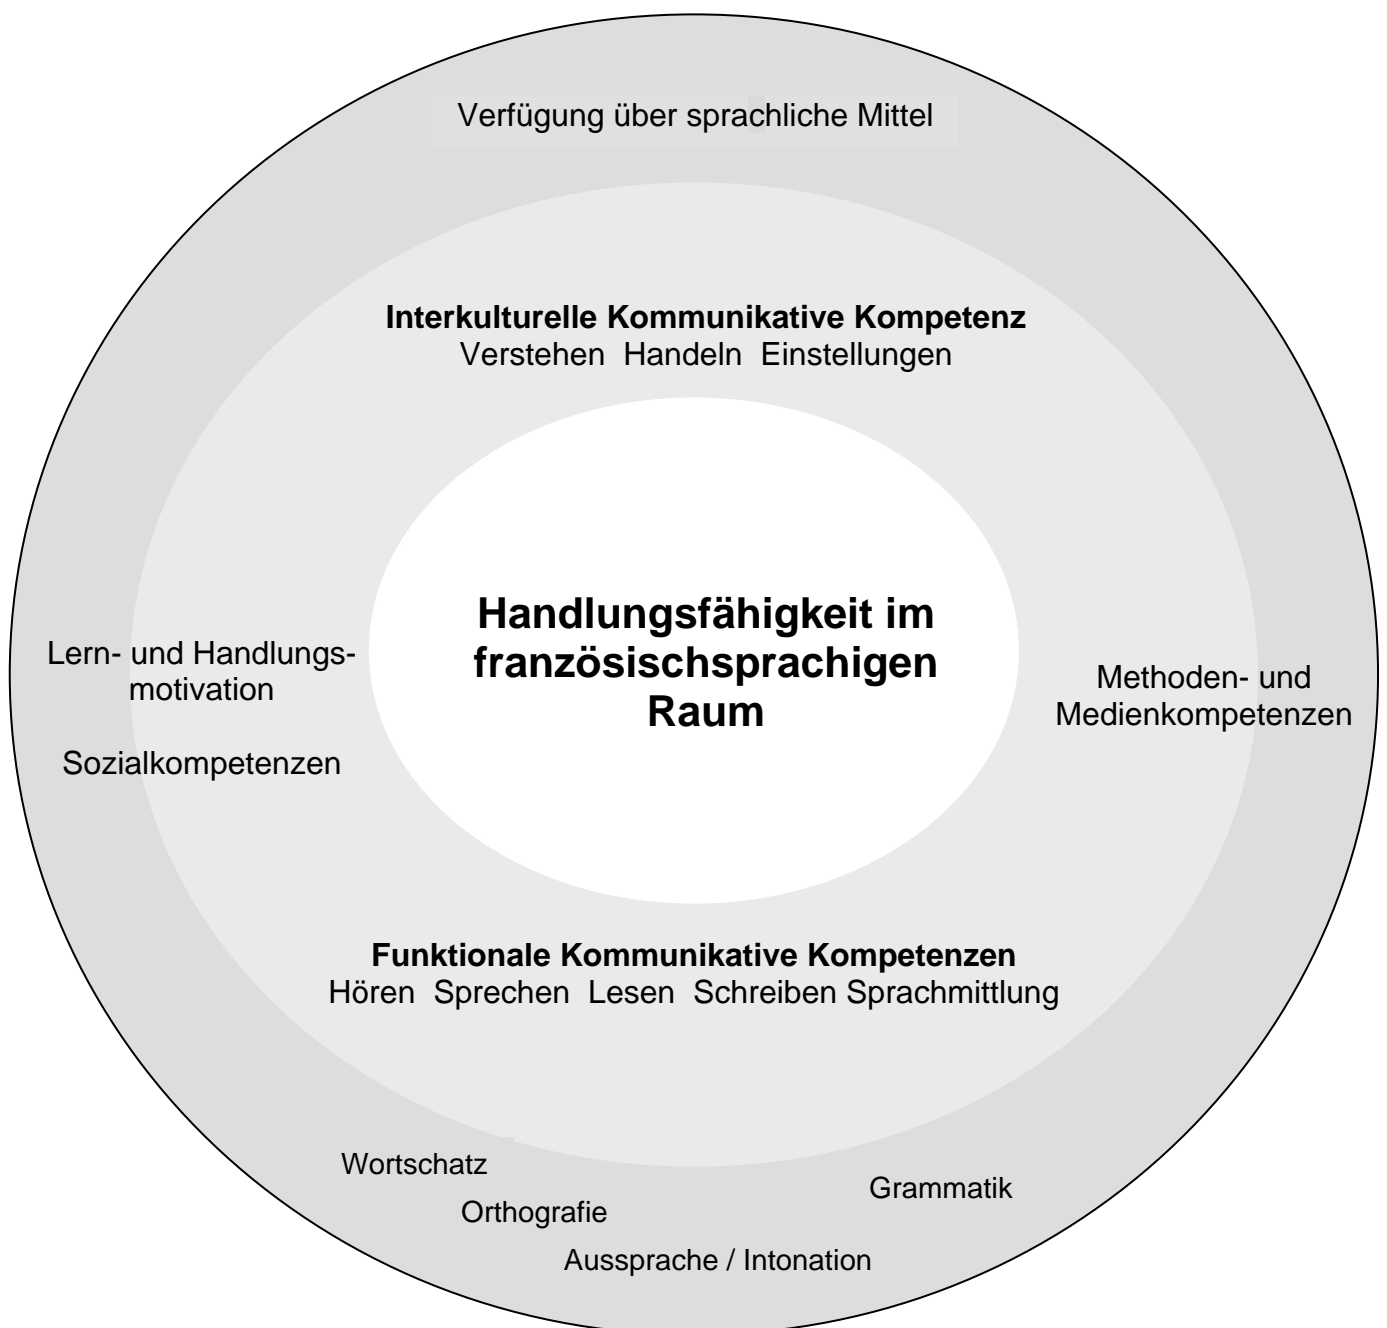 Verfügung über sprachliche Mittel
Interkulturelle Kommunikative Kompetenz
Verstehen Handeln Einstellungen
Handlungsfähigkeit im
französischsprachigen
Raum
Lern- und Handlungs-
motivation
Sozialkompetenzen
Methoden- und
Medienkompetenzen
Funktionale Kommunikative Kompetenzen
Hören Sprechen Lesen Schreiben Sprachmittlung
Wortschatz
Orthografie
Grammatik
Aussprache / Intonation